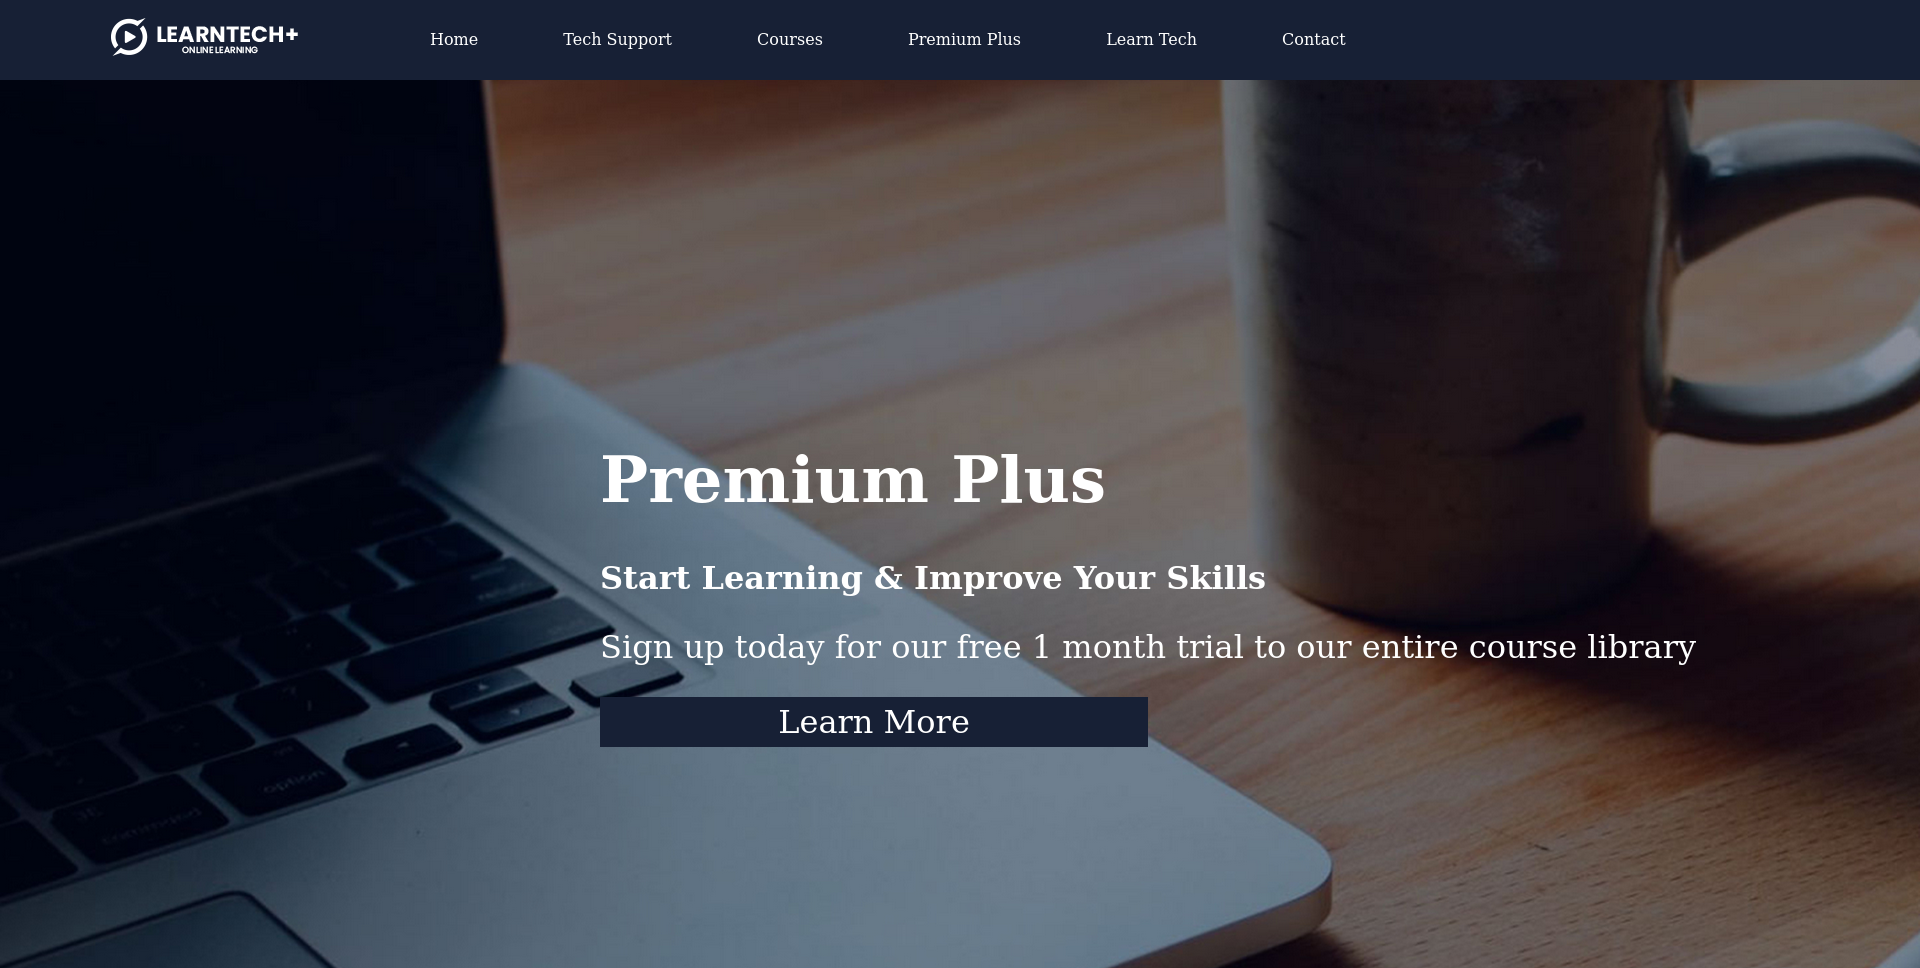 LEARNTECH+
ONLINE LEARNING
Home
Tech Support
Courses
Premium Plus
Learn Tech
Contact
Premium Plus
Start Learning & Improve Your Skills
Sign up today for our free 1 month trial to our entire course library
Learn More